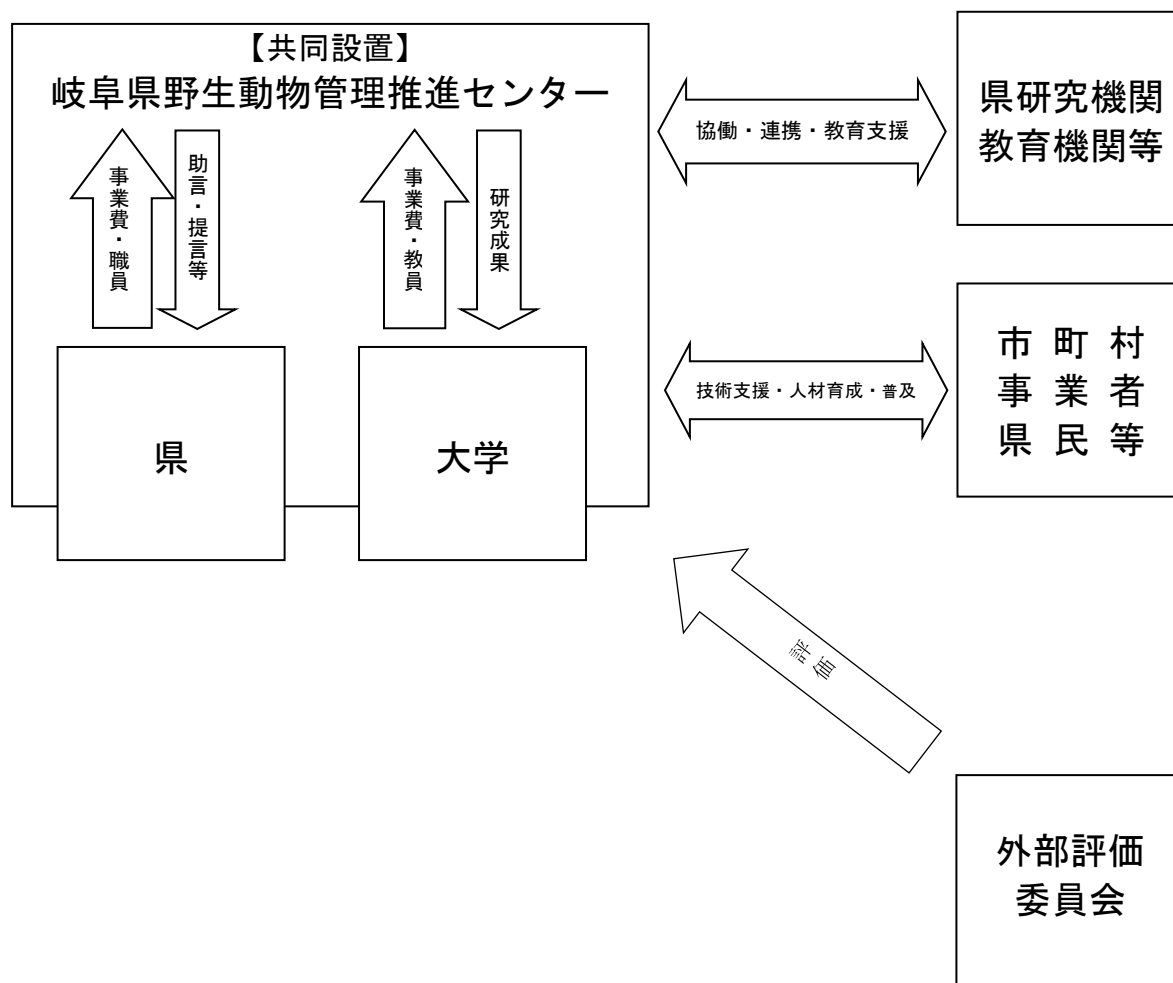 【共同設置】
岐阜県野生動物管理推進センター
事業費・職員
助言・提言等
事業費・教員
研究成果
県
大学
協働・連携・教育支援
県研究機関
教育機関等
技術支援・人材育成・普及
市町村
事業者
県民等
評価
外部評価
委員会